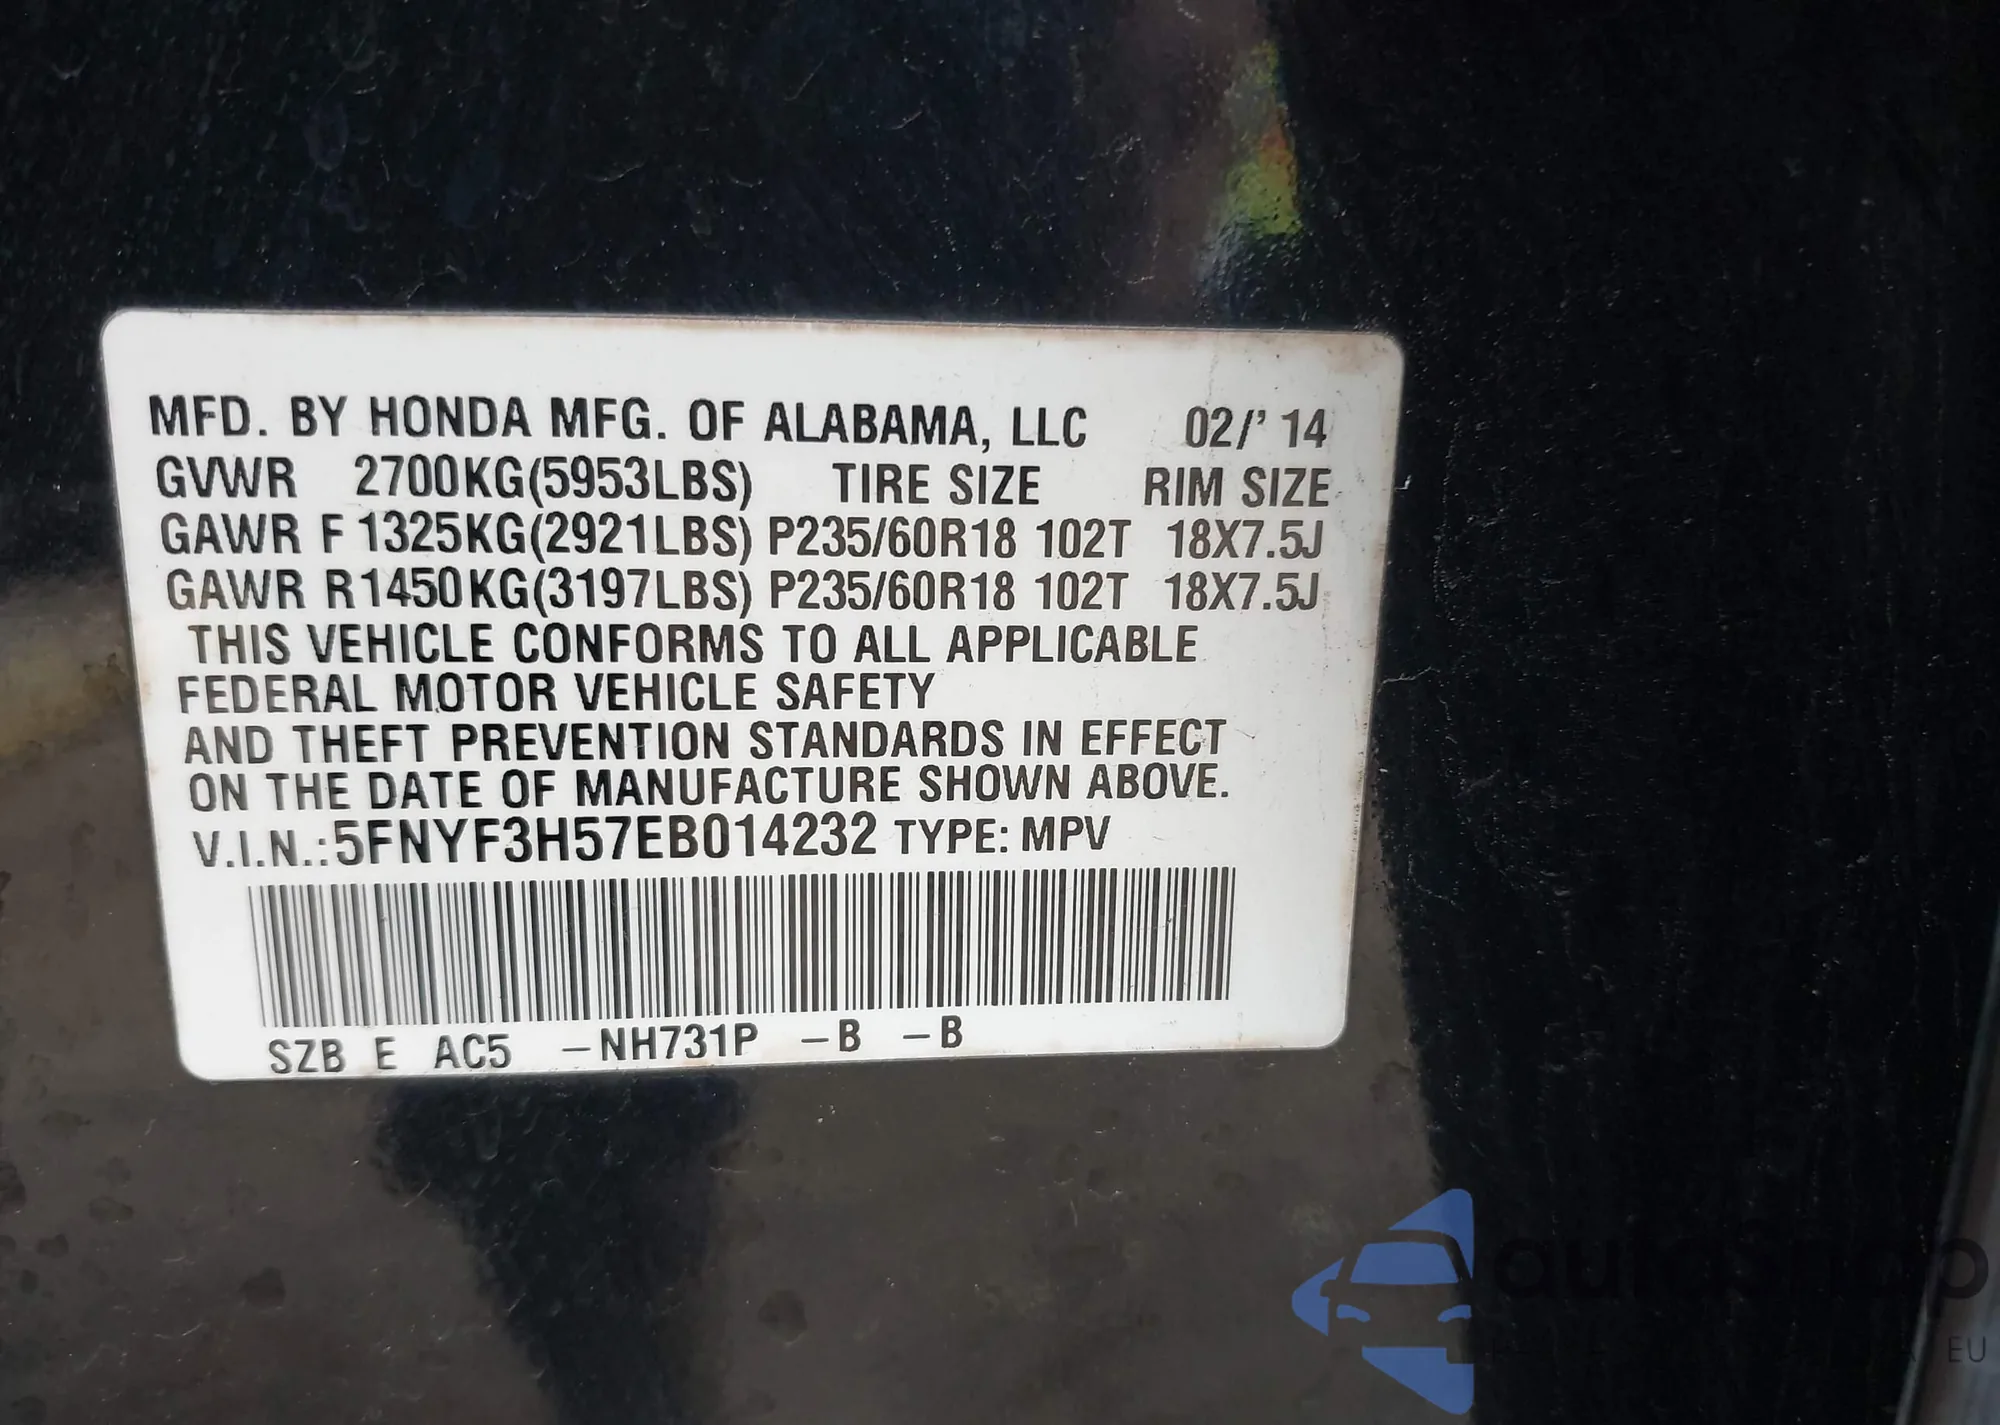 MFD. BY HONDA MFG. OF ALABAMA, LLC 02/' 14
GVWR 2700KG(5953LBS) TIRE SIZE RIM SIZE
GAWR F 1325KG(2921LBS) P235/60R18 102T 18X7.5J
GAWR R1450KG(3197LBS) P235/60R18 102T 18X7.5J
THIS VEHICLE CONFORMS TO ALL APPLICABLE
FEDERAL MOTOR VEHICLE SAFETY
AND THEFT PREVENTION STANDARDS IN EFFECT
ON THE DATE OF MANUFACTURE SHOWN ABOVE.
V.I.N.:5FNYF3H57EB014232 TYPE: MPV
SZB E AC5 –NH731P –B –B
EU